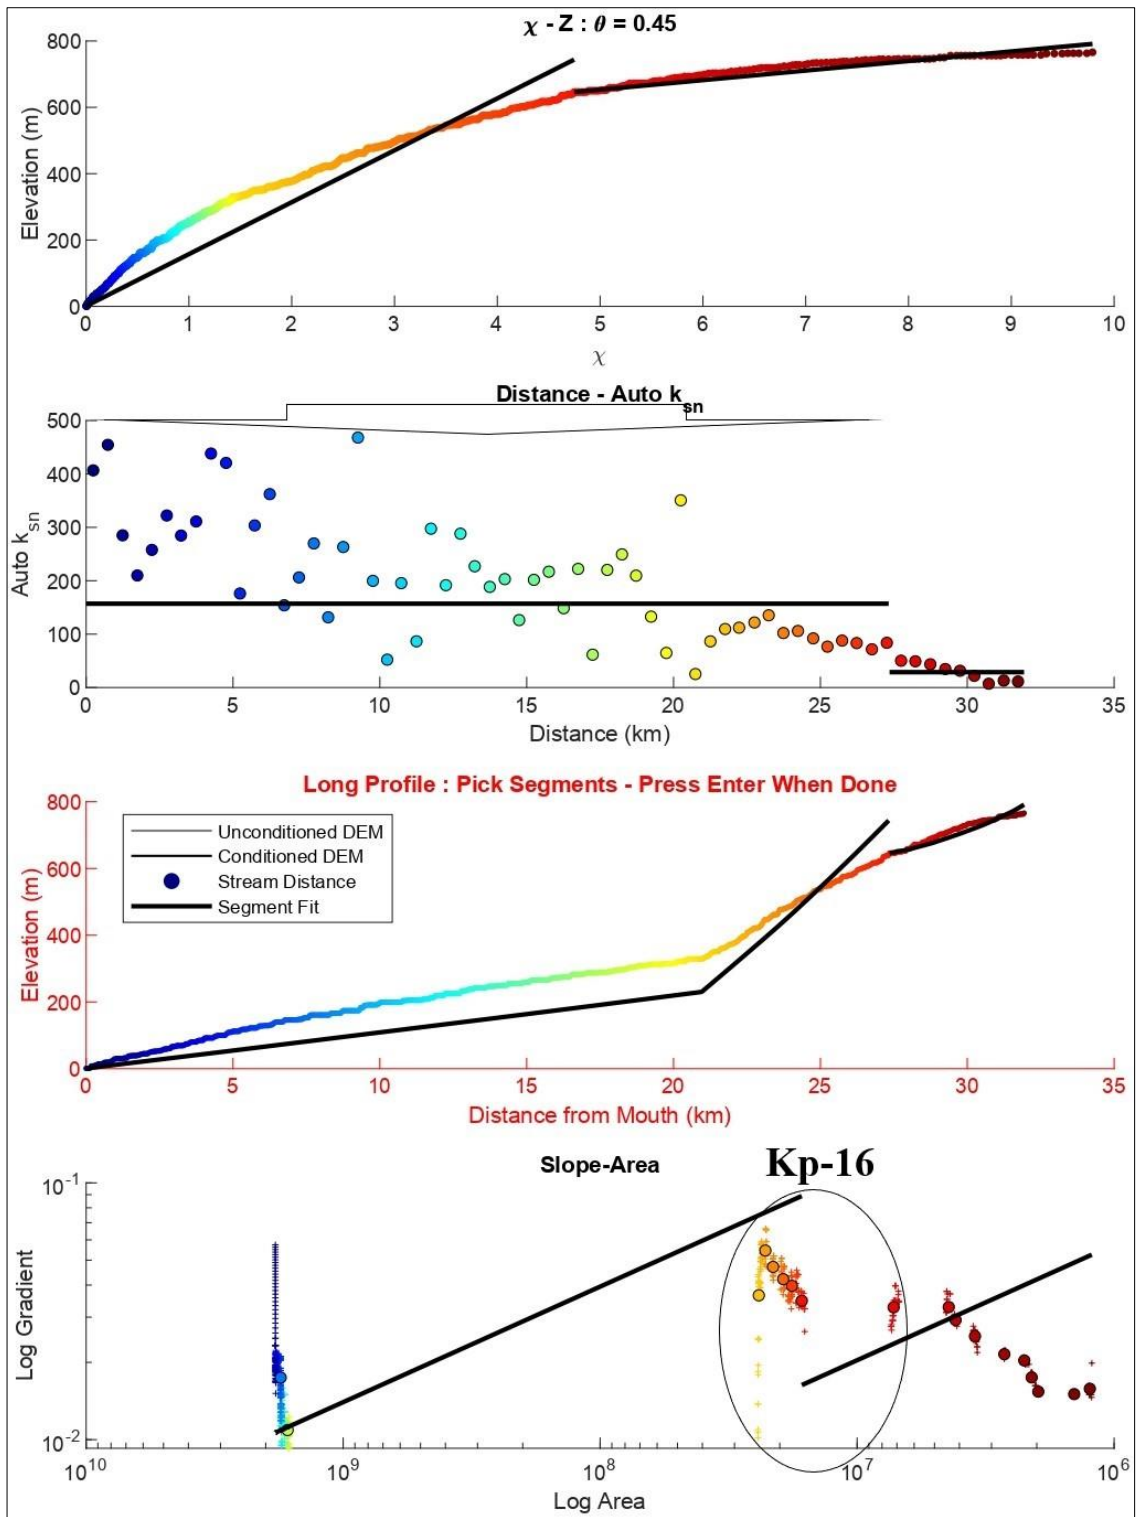 χ - Z : θ = 0.45
800
600
400
200
0
Elevation (m)
0 1 2 3 4 5 6 7 8 9 10
χ
Distance - Auto ksn
500
400
300
200
100
0
Auto ksn
0 5 10 15 20 25 30 35
Distance (km)
Long Profile : Pick Segments - Press Enter When Done
800
600
400
200
0
Elevation (m)
Unconditioned DEM
Conditioned DEM
Stream Distance
Segment Fit
0 5 10 15 20 25 30 35
Distance from Mouth (km)
Slope-Area
Kp-16
10⁻¹
10⁻²
Log Gradient
10¹⁰ 10⁹ 10⁸ 10⁷ 10⁶
Log Area